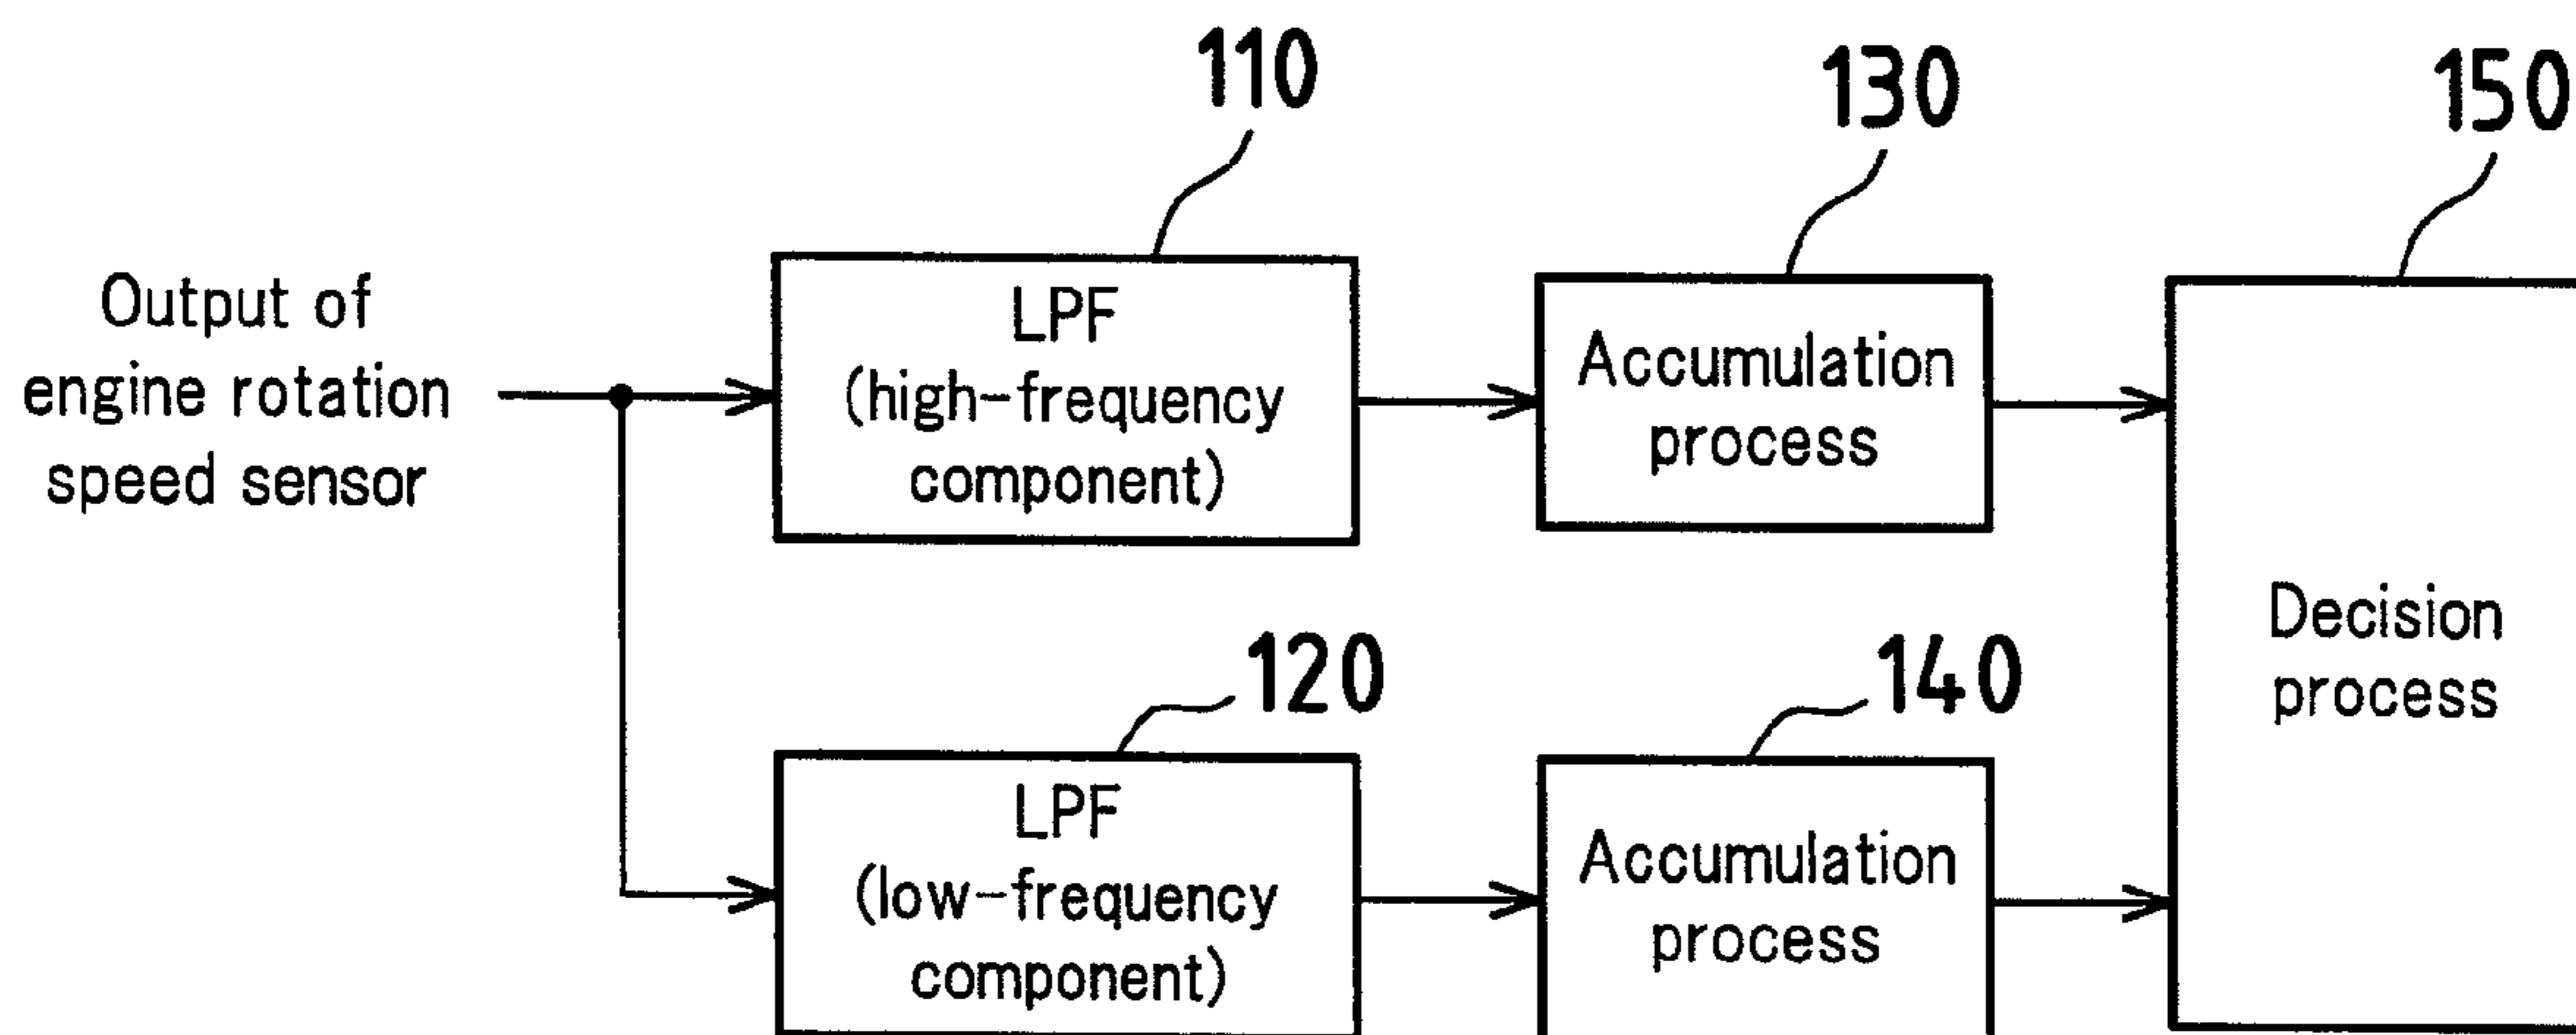 110
130
150
Output of
engine rotation
speed sensor
LPF
(high-frequency
component)
Accumulation
process
Decision
process
120
140
LPF
(low-frequency
component)
Accumulation
process